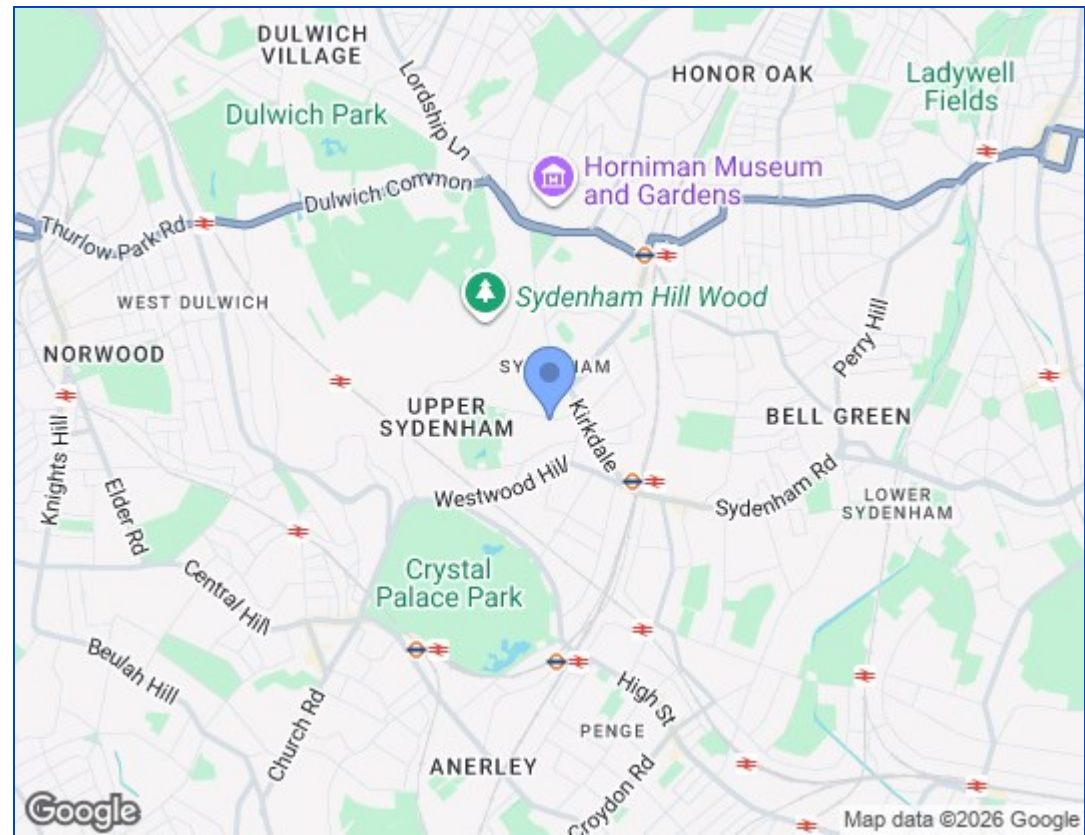 DULWICH
VILLAGE
HONOR OAK
Ladywell
Fields
Dulwich Park
Lordship Ln
Horniman Museum
and Gardens
Dulwich Common
Thurlow Park Rd
WEST DULWICH
Sydenham Hill Wood
Perry Hill
NORWOOD
UPPER
SYDENHAM
Kirkdale
BELL GREEN
Knights Hill
Westwood Hill
Elder Rd
Sydenham Rd
LOWER
SYDENHAM
Central Hill
Crystal
Palace Park
Beulah Hill
Church Rd
High St
PENGE
ANERLEY
Croydon Rd
Google
Map data ©2026 Google